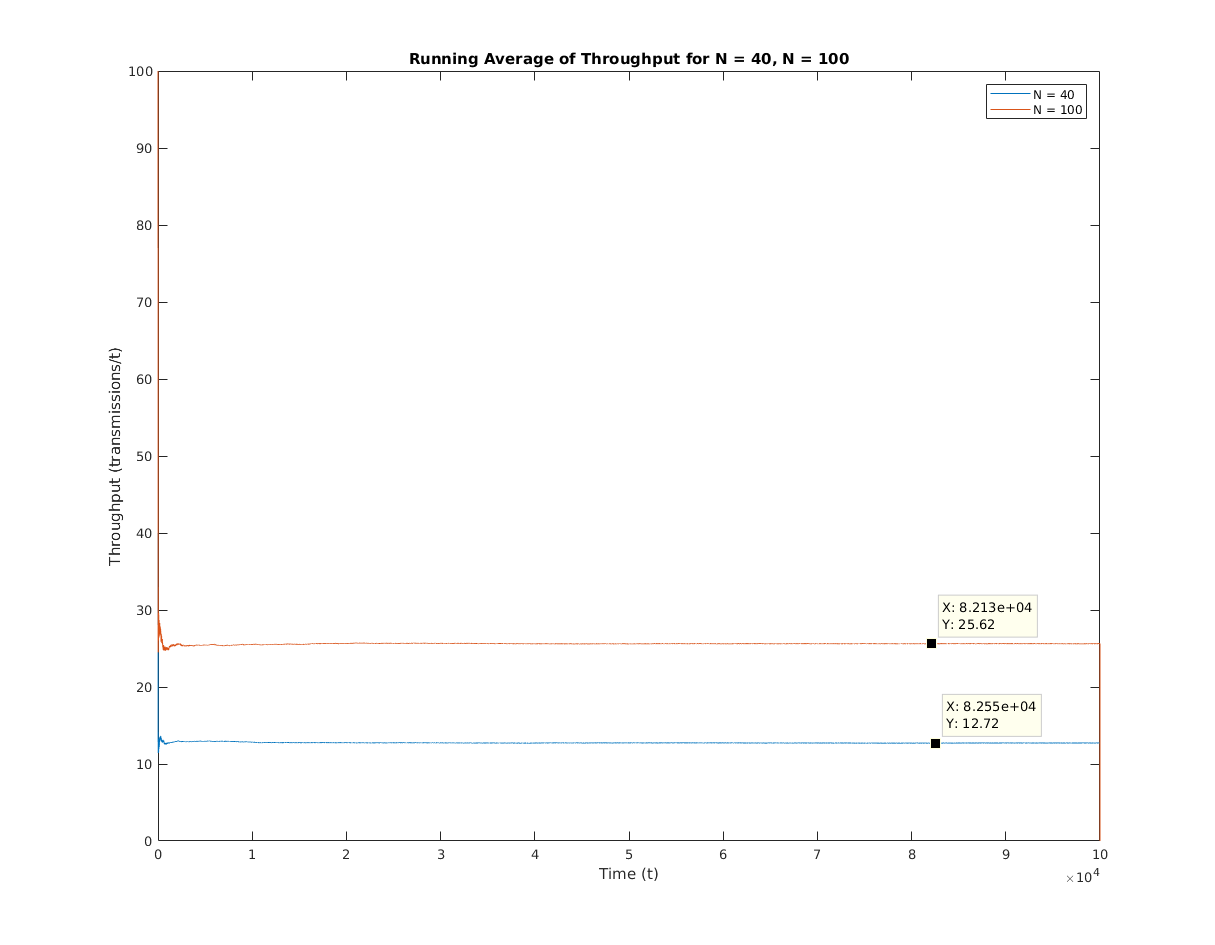 Running Average of Throughput for N = 40, N = 100
N = 40
N = 100
100
90
80
70
60
50
40
30
20
10
0
Throughput (transmissions/t)
X: 8.213e+04
Y: 25.62
X: 8.255e+04
Y: 12.72
0 1 2 3 4 5 6 7 8 9 10
Time (t)
×10⁴